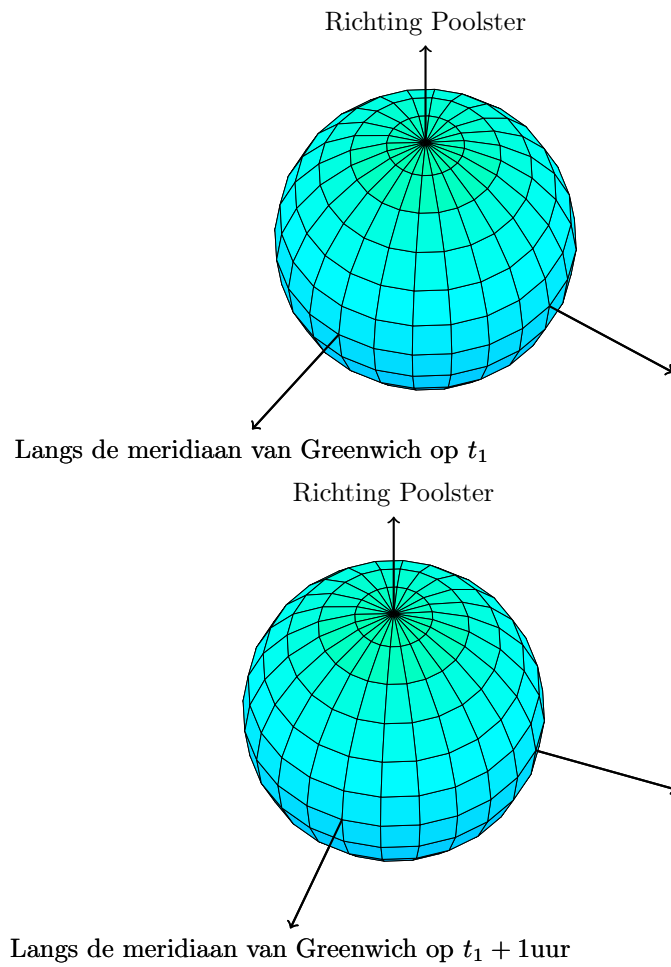 Richting Poolster
Langs de meridiaan van Greenwich op t₁
Richting Poolster
Langs de meridiaan van Greenwich op t₁ + 1uur